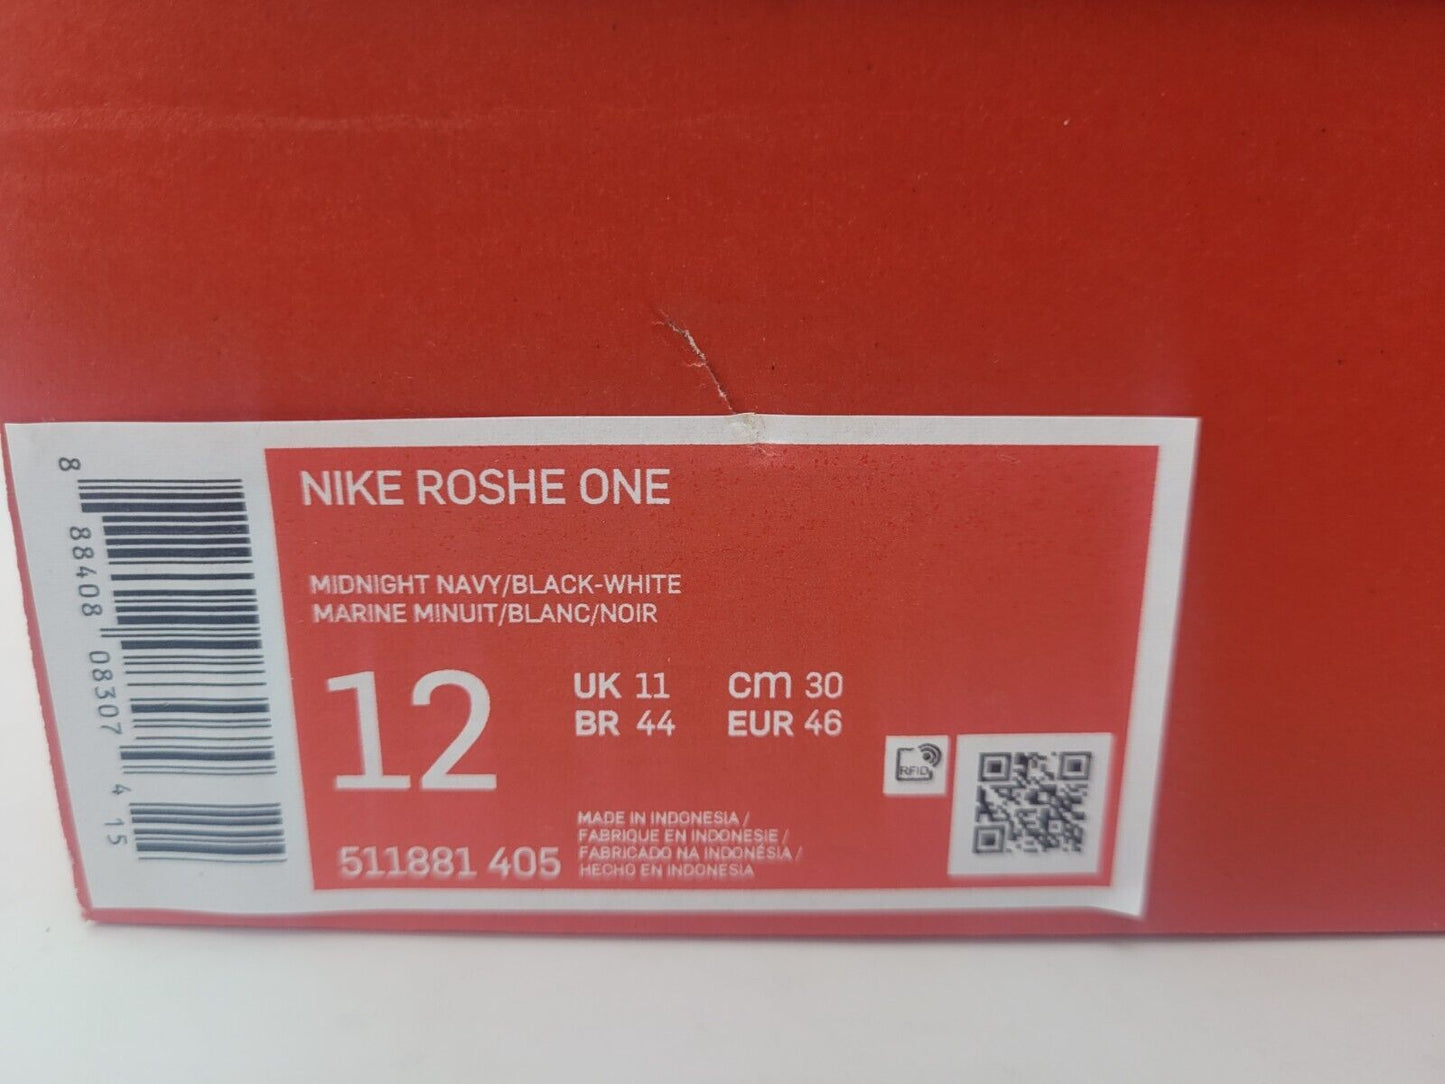 NIKE ROSHE ONE
MIDNIGHT NAVY/BLACK-WHITE
MARINE MINUIT/BLANC/NOIR
12
UK 11
cm 30
BR 44
EUR 46
RFID
511881 405
MADE IN INDONESIA /
FABRIQUE EN INDONESIE /
FABRICADO NA INDONÉSIA /
HECHO EN INDONESIA
8 88408 08307 4 15